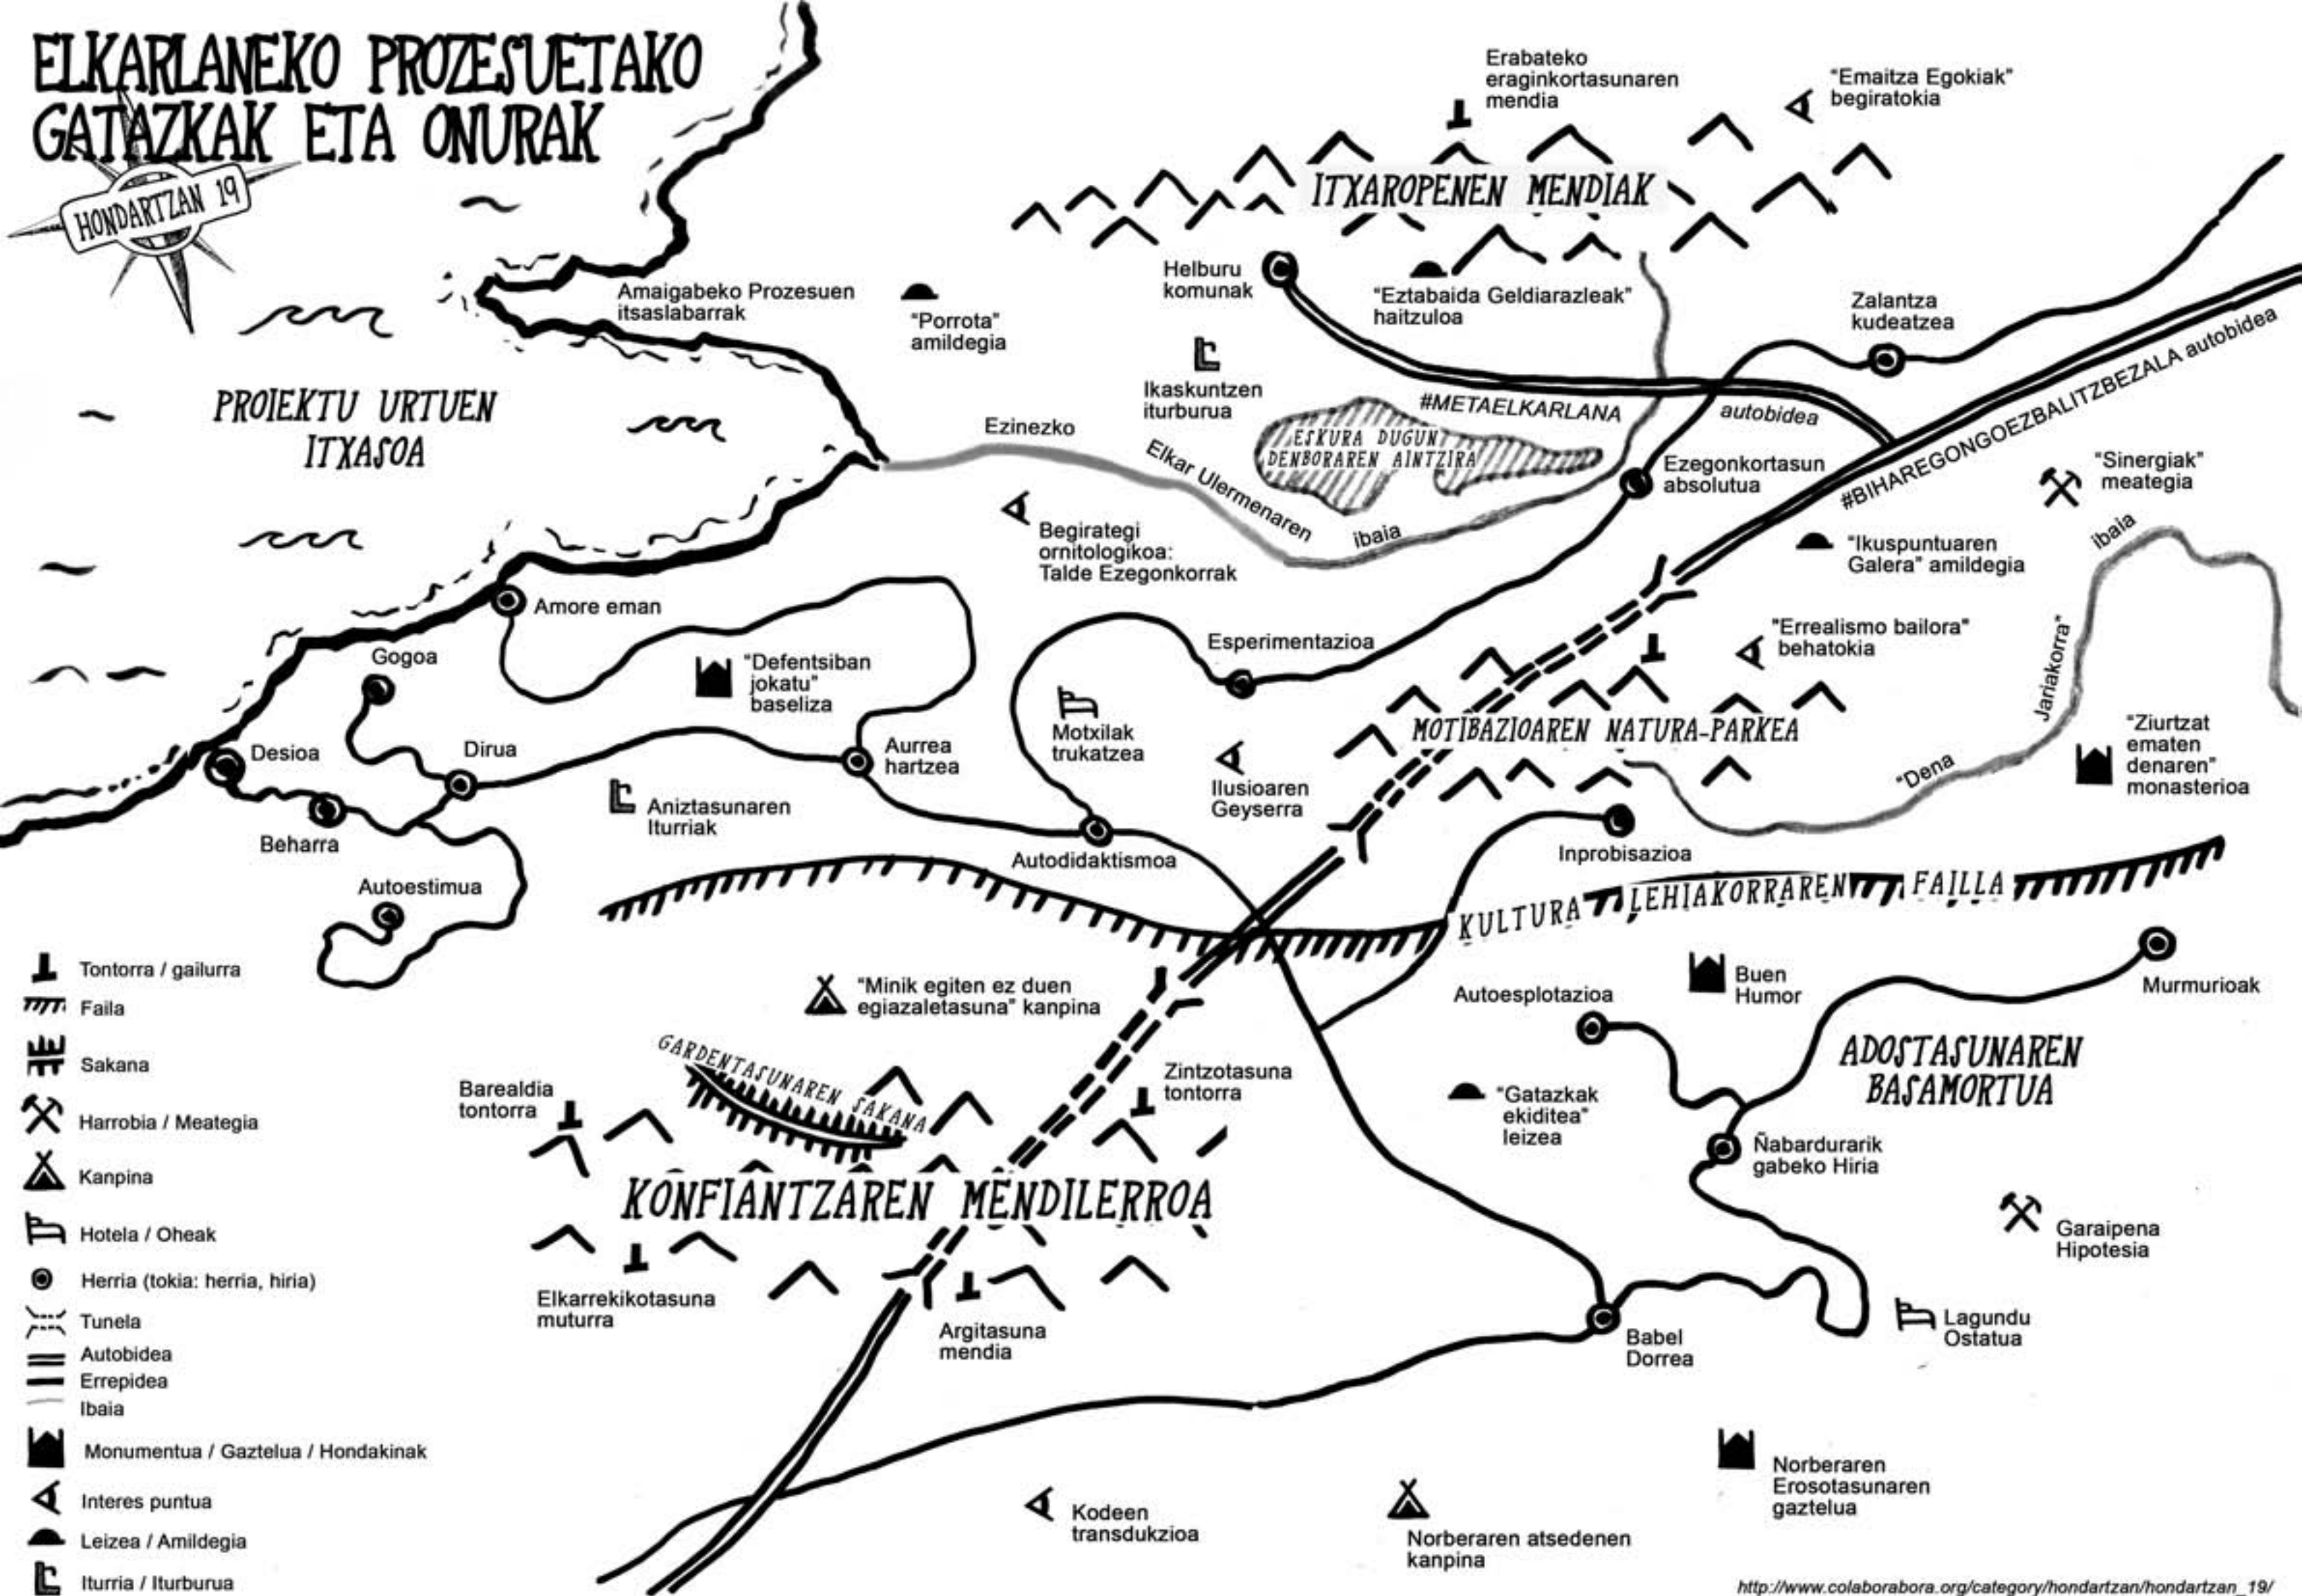 ELKARLANEKO PROZESUETAKO
GATAZKAK ETA ONURAK
HONDARTZAN 19
Erabateko
eraginkortasunaren
mendia
"Emaitza Egokiak"
begiratokia
ITXAROPENEN MENDIAK
Amaigabeko Prozesuen
itsaslabarrak
"Porrota"
amildegia
Helburu
komunak
"Eztabaida Geldiarazleak"
haitzuloa
Zalantza
kudeatzea
Ikaskuntzen
iturburua
#METAELKARLANA
autobidea
#BIHAREGONGOEZBALITZBEZALA autobidea
PROIEKTU URTUEN
ITXASOA
Ezinezko
Elkar Ulermenaren
ibaia
ESKURA DUGUN
DENBORAREN AINTZIRA
Ezegonkortasun
absolutua
"Sinergiak"
meategia
Begirategi
ornitologikoa:
Talde Ezegonkorrak
"Ikuspuntuaren
Galera" amildegia
ibaia
Amore eman
Gogoa
"Defentsiban
jokatu"
baseliza
Esperimentazioa
"Errealismo bailora"
behatokia
Jariakorra"
Desioa
Dirua
Aurrea
hartzea
Motxilak
trukatzea
MOTIBAZIOAREN NATURA-PARKEA
"Ziurtzat
ematen
denaren"
monasterioa
"Dena
Aniztasunaren
Iturriak
Ilusioaren
Geyserra
Beharra
Autodidaktismoa
Inprobisazioa
Autoestimua
KULTURA LEHIAKORRAREN FAILLA
"Minik egiten ez duen
egiazaletasuna" kanpina
Autoesplotazioa
Buen
Humor
Murmurioak
GARDENTASUNAREN SAKANA
Barealdia
tontorra
Zintzotasuna
tontorra
"Gatazkak
ekiditea"
leizea
ADOSTASUNAREN
BASAMORTUA
Ñabardurarik
gabeko Hiria
KONFIANTZAREN MENDILERROA
Garaipena
Hipotesia
Elkarrekikotasuna
muturra
Argitasuna
mendia
Babel
Dorrea
Lagundu
Ostatua
Kodeen
transdukzioa
Norberaren atsedenen
kanpina
Norberaren
Erosotasunaren
gaztelua
Tontorra / gailurra
Faila
Sakana
Harrobia / Meategia
Kanpina
Hotela / Oheak
Herria (tokia: herria, hiria)
Tunela
Autobidea
Errepidea
Ibaia
Monumentua / Gaztelua / Hondakinak
Interes puntua
Leizea / Amildegia
Iturria / Iturburua
http://www.colaborabora.org/category/hondartzan/hondartzan_19/